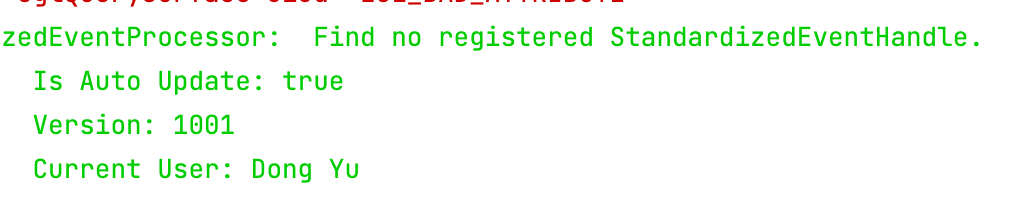 zedEventProcessor:  Find no registered StandardizedEventHandle.
Is Auto Update: true
Version: 1001
Current User: Dong Yu